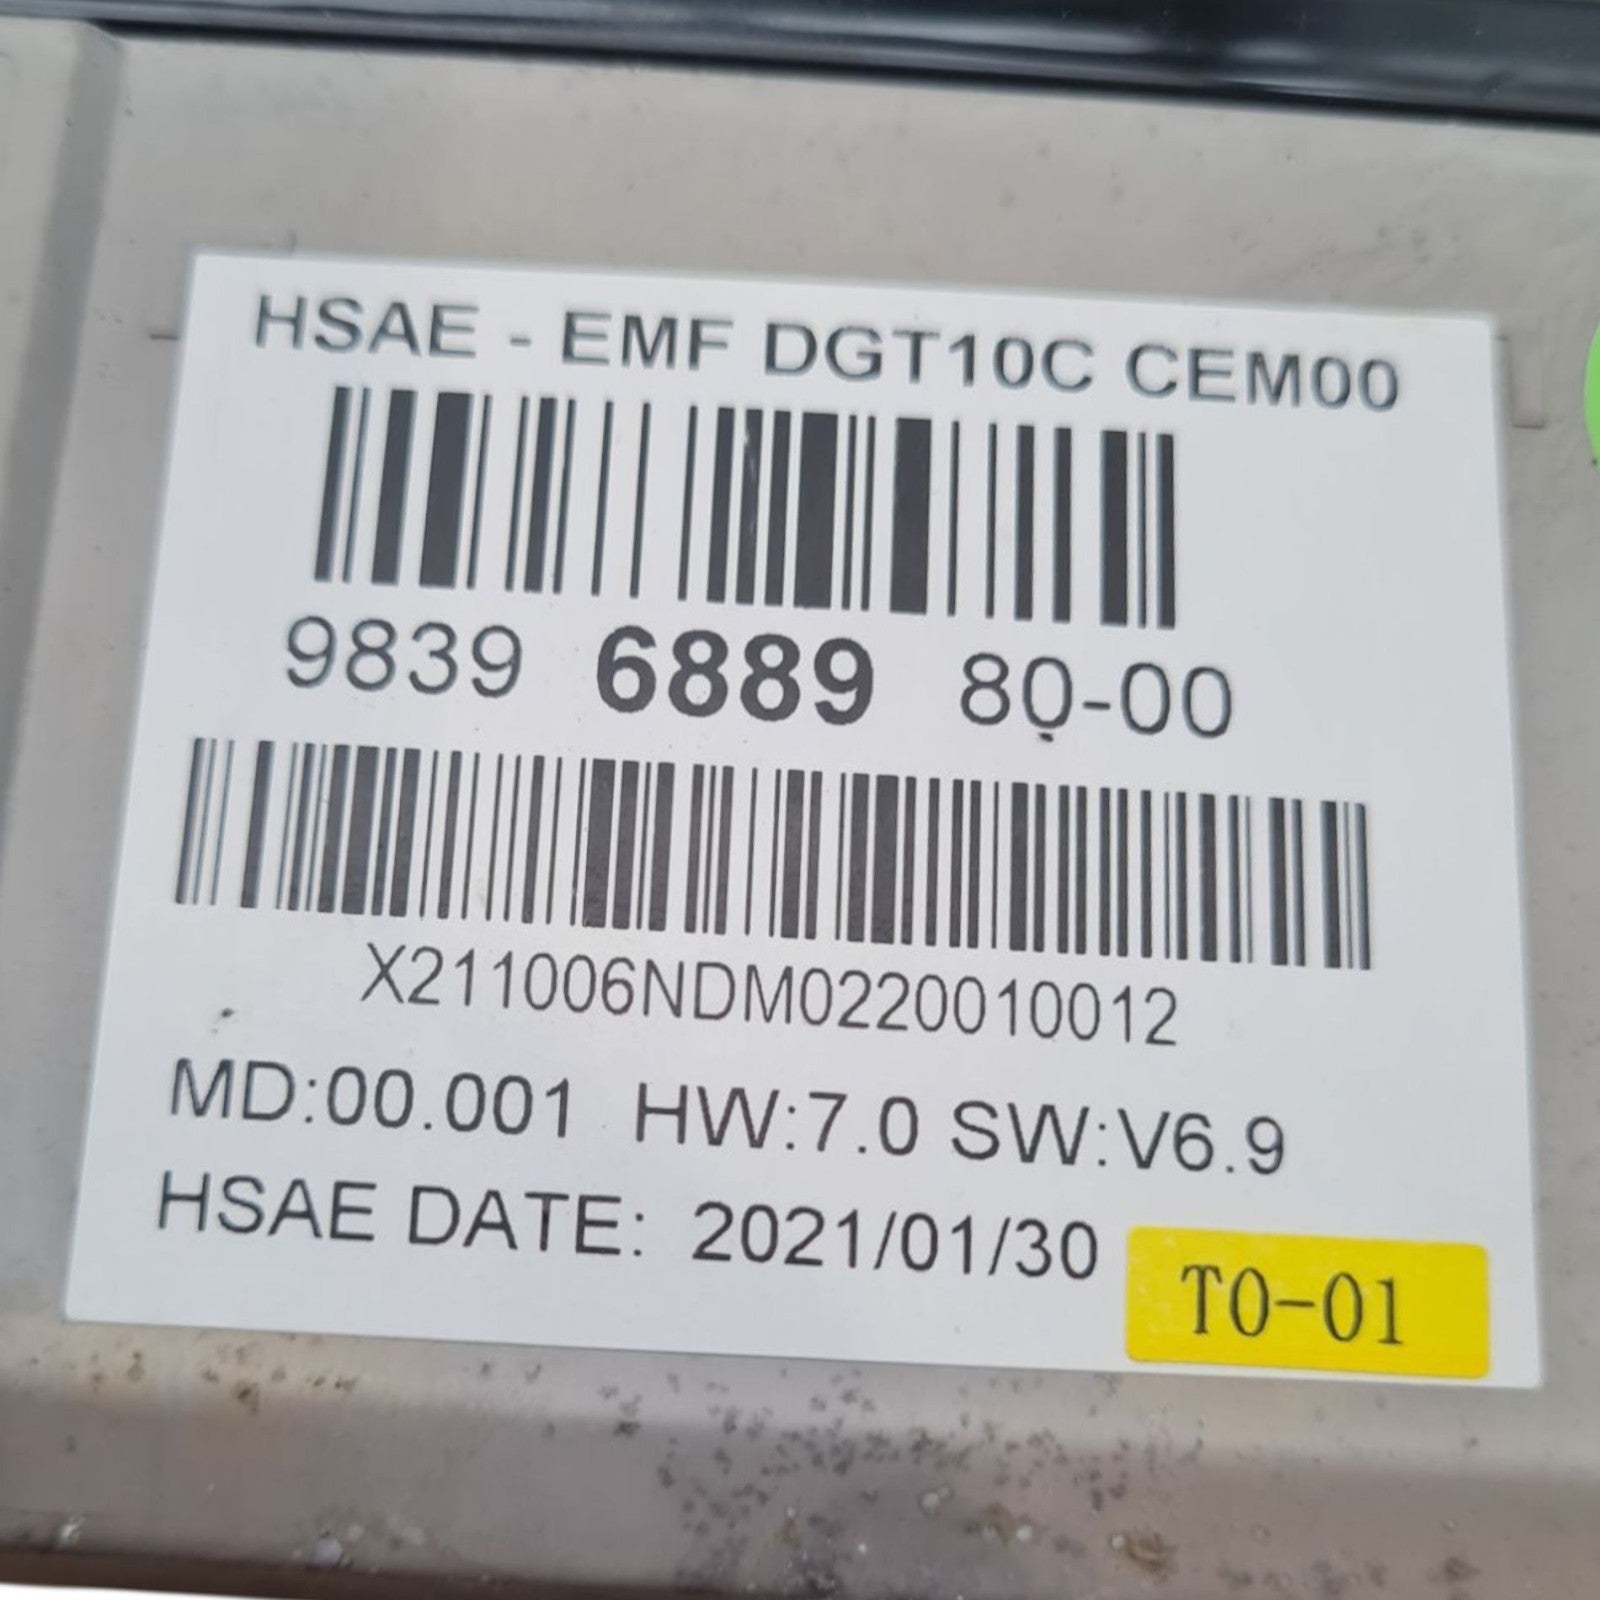 HSAE - EMF DGT10C CEM00
9839 6889 80-00
X211006NDM0220010012
MD:00.001 HW:7.0 SW:V6.9
HSAE DATE: 2021/01/30
T0-01